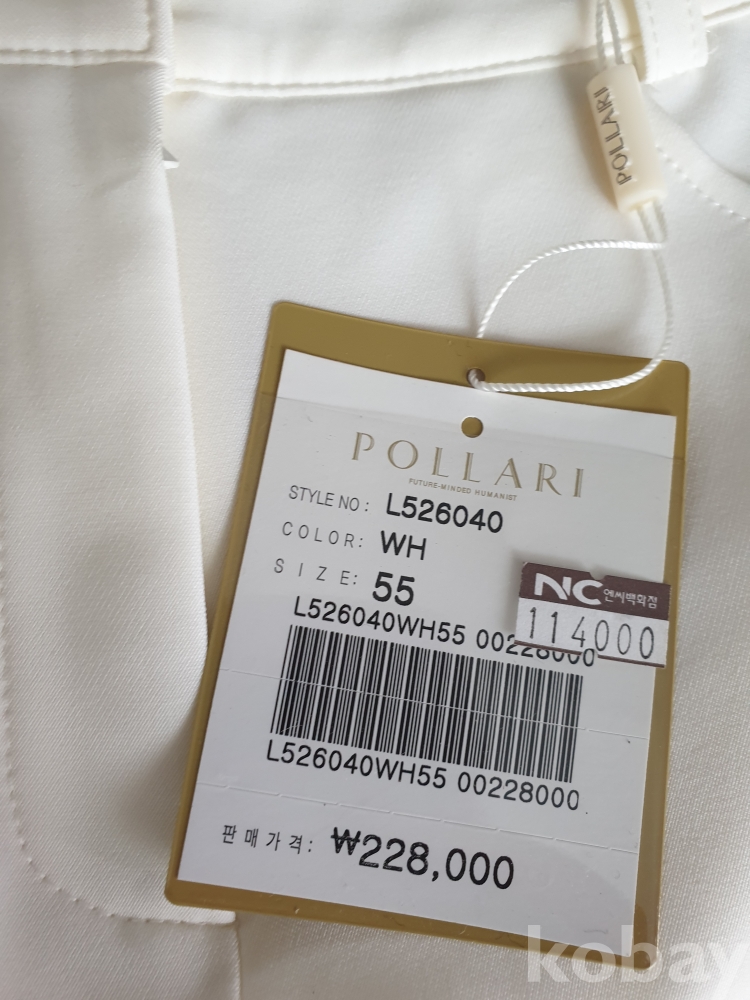 POLLARI
POLLARI
FUTURE-MINDED HUMANIST
STYLE NO: L526040
COLOR: WH
SIZE: 55
NC 엔씨백화점
114000
L526040WH55 00228000
L526040WH55 00228000
판매가격: ₩228,000
kobay